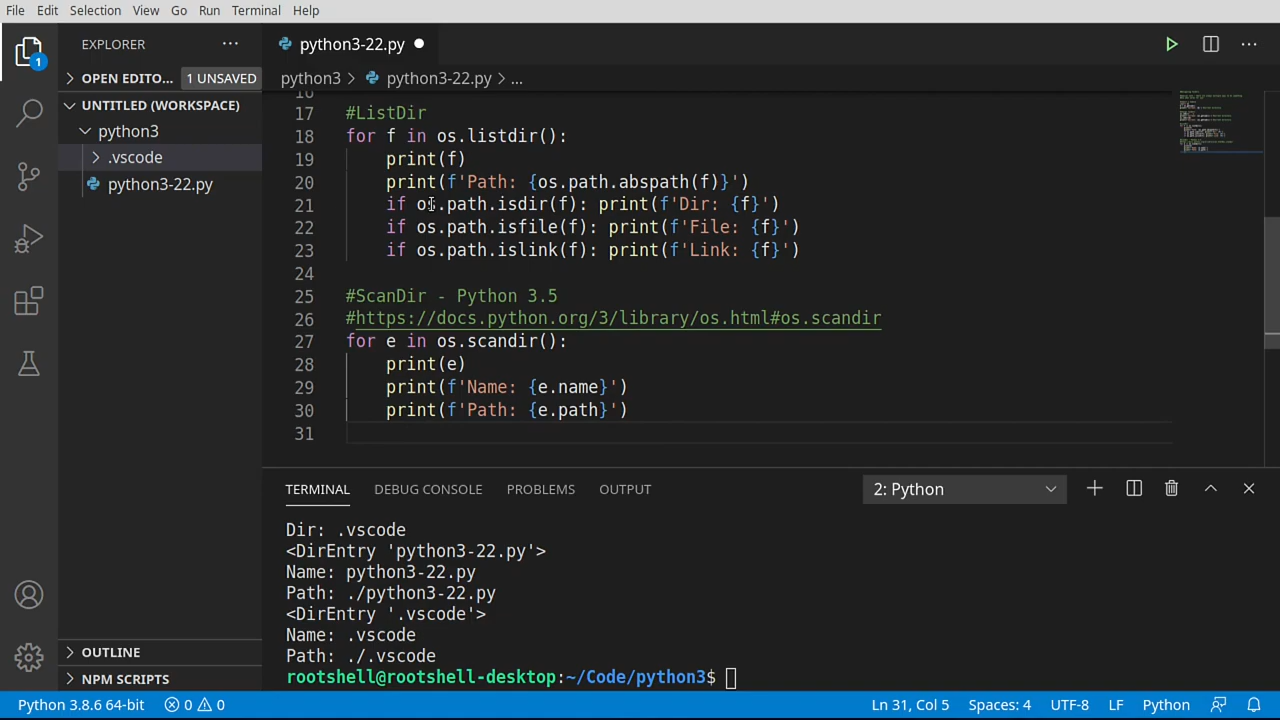 File Edit Selection View Go Run Terminal Help
EXPLORER ···
python3-22.py
1
OPEN EDITO... 1 UNSAVED
python3 > python3-22.py > ...
UNTITLED (WORKSPACE)
python3
.vscode
python3-22.py
16
17 #ListDir
18 for f in os.listdir():
19 print(f)
20 print(f'Path: {os.path.abspath(f)}')
21 if os.path.isdir(f): print(f'Dir: {f}')
22 if os.path.isfile(f): print(f'File: {f}')
23 if os.path.islink(f): print(f'Link: {f}')
24
25 #ScanDir - Python 3.5
26 #https://docs.python.org/3/library/os.html#os.scandir
27 for e in os.scandir():
28 print(e)
29 print(f'Name: {e.name}')
30 print(f'Path: {e.path}')
31
TERMINAL DEBUG CONSOLE PROBLEMS OUTPUT 2: Python
Dir: .vscode
<DirEntry 'python3-22.py'>
Name: python3-22.py
Path: ./python3-22.py
<DirEntry '.vscode'>
Name: .vscode
Path: ./.vscode
rootshell@rootshell-desktop:~/Code/python3$
OUTLINE
NPM SCRIPTS
Python 3.8.6 64-bit 0 0 Ln 31, Col 5 Spaces: 4 UTF-8 LF Python